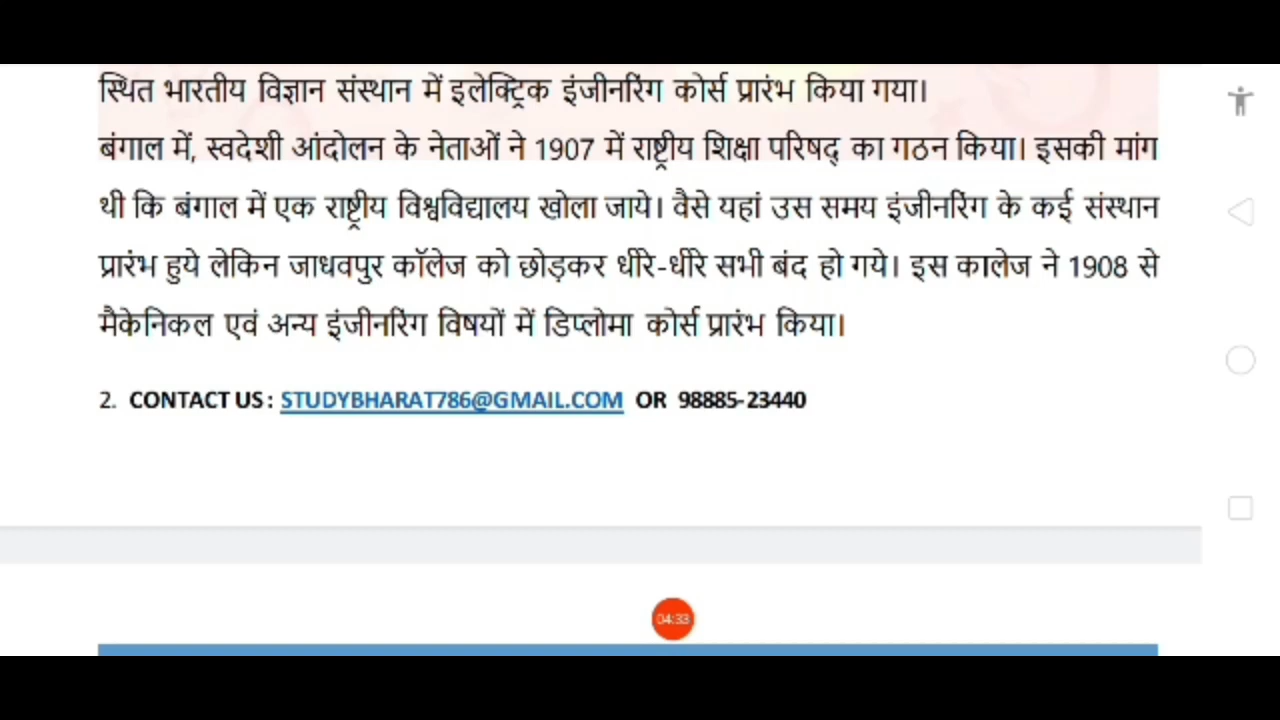 स्थित भारतीय विज्ञान संस्थान में इलेक्ट्रिक इंजीनरिंग कोर्स प्रारंभ किया गया।
बंगाल में, स्वदेशी आंदोलन के नेताओं ने 1907 में राष्ट्रीय शिक्षा परिषद् का गठन किया। इसकी मांग
थी कि बंगाल में एक राष्ट्रीय विश्वविद्यालय खोला जाये। वैसे यहां उस समय इंजीनरिंग के कई संस्थान
प्रारंभ हुये लेकिन जाधवपुर कॉलेज को छोड़कर धीरे-धीरे सभी बंद हो गये। इस कालेज ने 1908 से
मैकेनिकल एवं अन्य इंजीनरिंग विषयों में डिप्लोमा कोर्स प्रारंभ किया।
2. CONTACT US : STUDYBHARAT786@GMAIL.COM OR 98885-23440
04:33